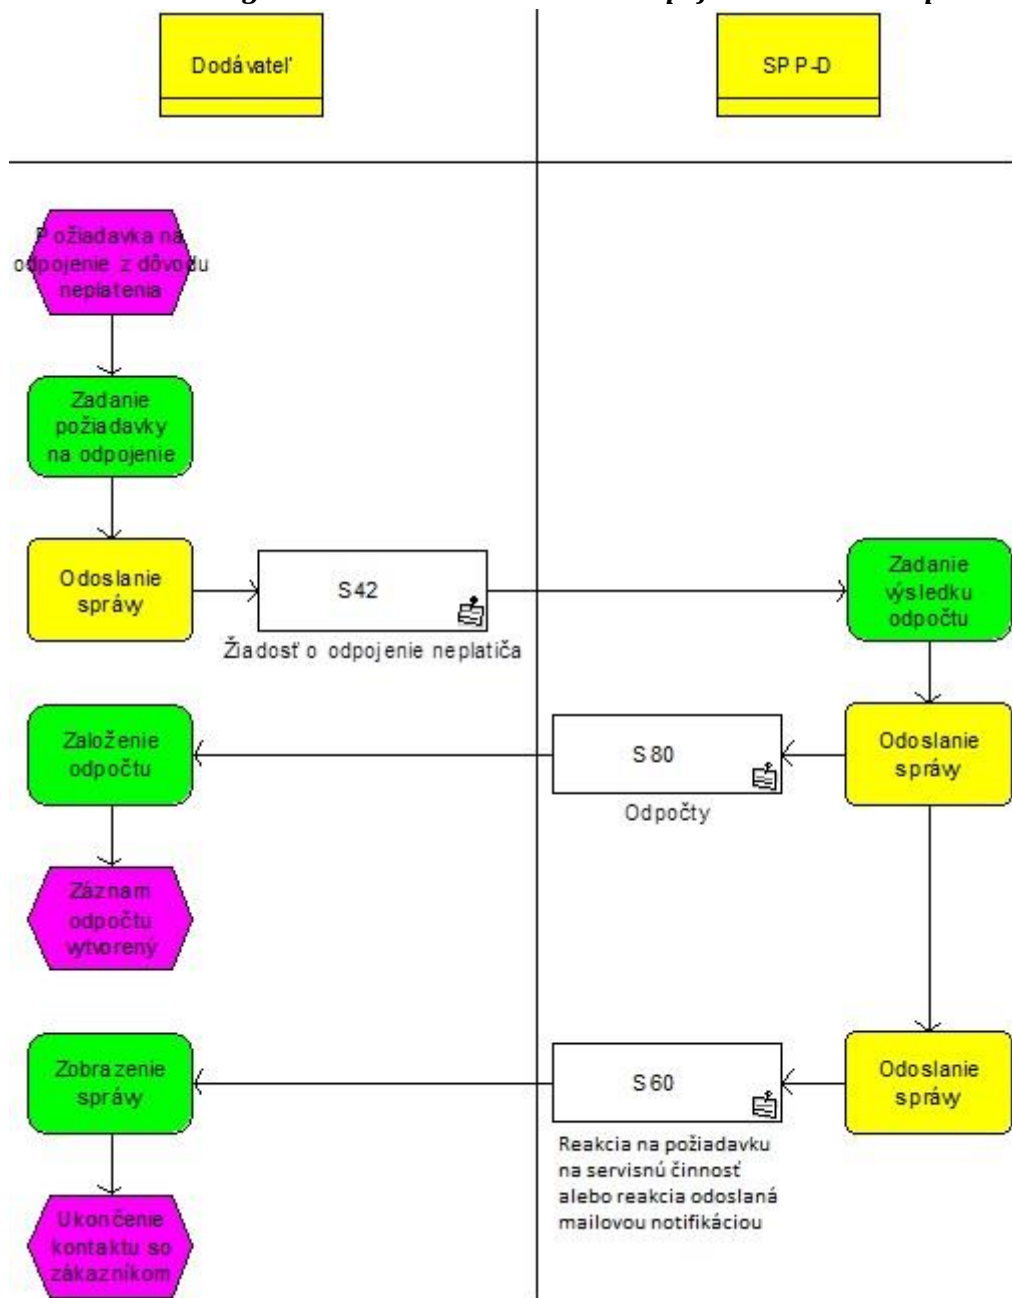 Dodávateľ
SPP-D
Požiadavka na
odpojenie z dôvodu
neplatenia
Zadanie
požiadavky
na odpojenie
Odoslanie
správy
S42
Žiadosť o odpojenie neplatiča
Zadanie
výsledku
odpočtu
Založenie
odpočtu
S80
Odpočty
Odoslanie
správy
Záznam
odpočtu
vytvorený
Zobrazenie
správy
S60
Reakcia na požiadavku
na servisnú činnosť
alebo reakcia odoslaná
mailovou notifikáciou
Odoslanie
správy
Ukončenie
kontaktu so
zákazníkom